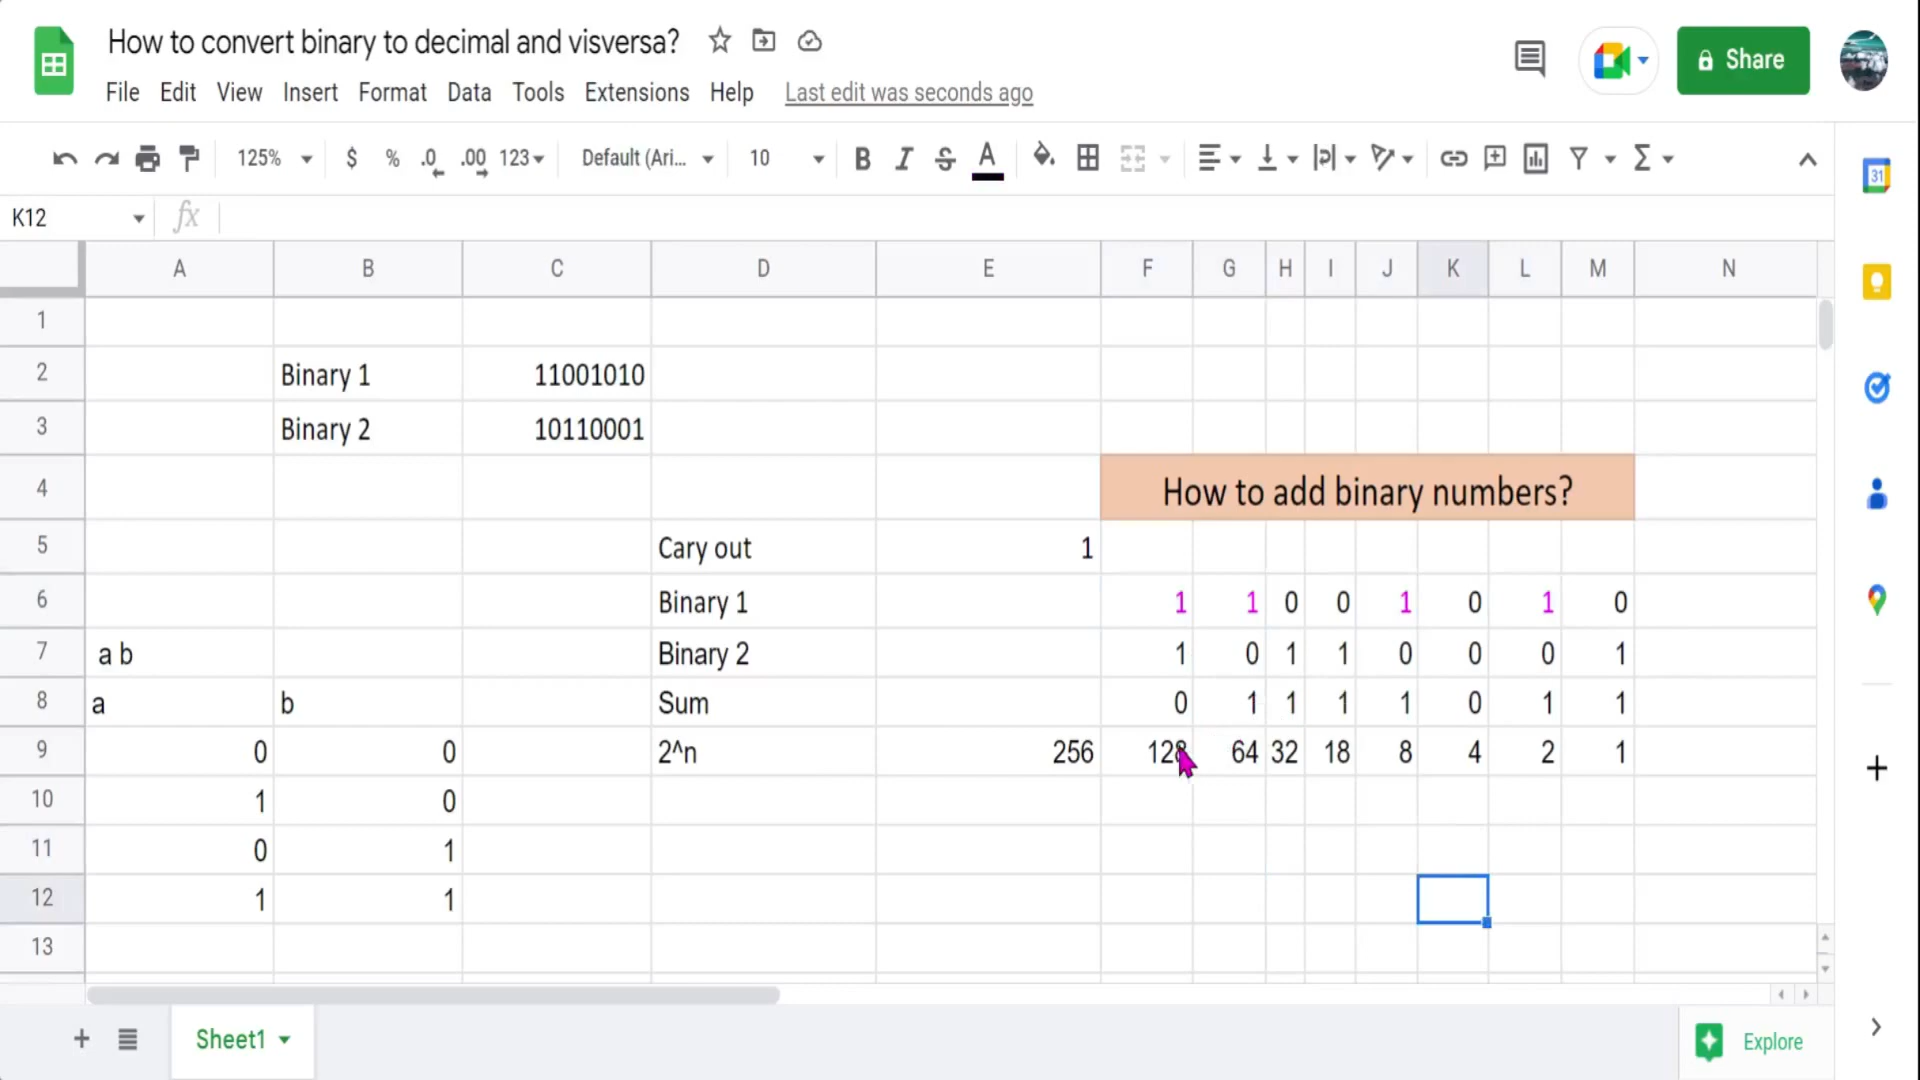 How to convert binary to decimal and visversa?
File Edit View Insert Format Data Tools Extensions Help Last edit was seconds ago
Share
125% $ % .0 .00 123 Default (Ari... 10 B I S A
31
K12 fx
A B C D E F G H I J K L M N
1
2 Binary 1 11001010
3 Binary 2 10110001
4 How to add binary numbers?
5 Cary out 1
6 Binary 1 1 1 0 0 1 0 1 0
7 a b Binary 2 1 0 1 1 0 0 0 1
8 a b Sum 0 1 1 1 1 0 1 1
9 0 0 2^n 256 128 64 32 18 8 4 2 1
10 1 0
11 0 1
12 1 1
13
Sheet1
Explore